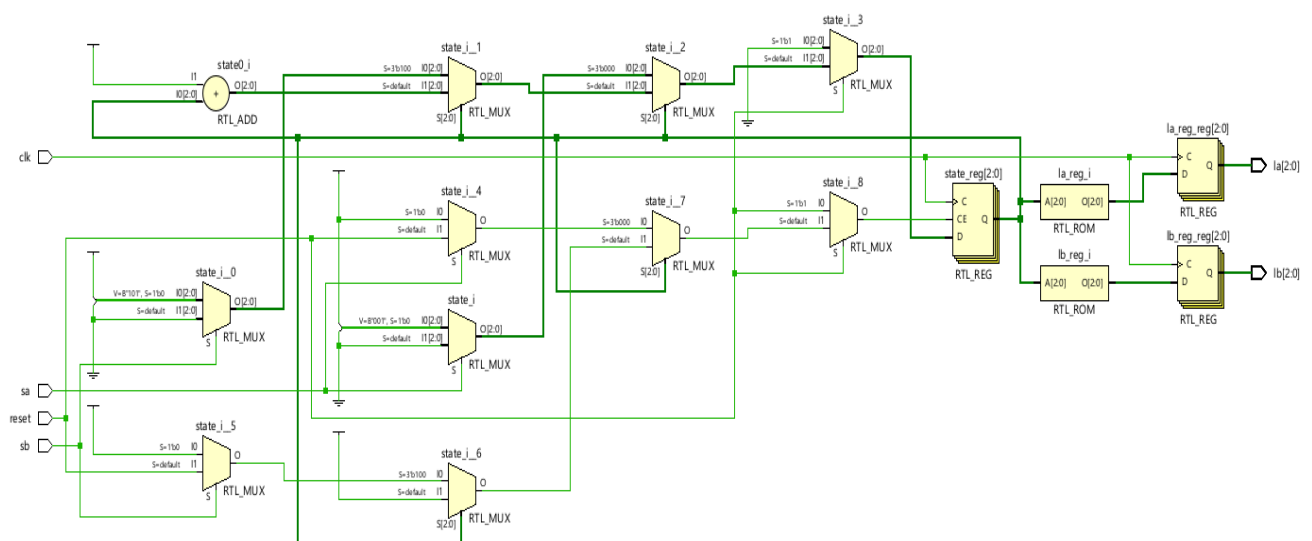 state_i__3
S=1'b1 I0[2:0]
S=default I1[2:0]
O[2:0]
S
RTL_MUX
state_i__1
S=3'b100 I0[2:0]
S=default I1[2:0]
O[2:0]
S[2:0]
RTL_MUX
state_i__2
S=3'b000 I0[2:0]
S=default I1[2:0]
O[2:0]
S[2:0]
RTL_MUX
state0_i
I1
I0[2:0]
+
O[2:0]
RTL_ADD
clk
la_reg_reg[2:0]
C
D
Q
RTL_REG
la[2:0]
state_reg[2:0]
C
CE
D
Q
RTL_REG
la_reg_i
A[2:0] O[2:0]
RTL_ROM
lb_reg_i
A[2:0] O[2:0]
RTL_ROM
lb_reg_reg[2:0]
C
D
Q
RTL_REG
lb[2:0]
state_i__4
S=1'b0 I0
S=default I1
O
S
RTL_MUX
state_i__7
S=3'b000 I0
S=default I1
O
S[2:0]
RTL_MUX
state_i__8
S=1'b1 I0
S=default I1
O
S
RTL_MUX
state_i__0
V=B"101", S=1'b0 I0[2:0]
S=default I1[2:0]
O[2:0]
S
RTL_MUX
state_i
V=B"001", S=1'b0 I0[2:0]
S=default I1[2:0]
O[2:0]
S
RTL_MUX
sa
reset
sb
state_i__5
S=1'b0 I0
S=default I1
O
S
RTL_MUX
state_i__6
S=3'b100 I0
S=default I1
O
S[2:0]
RTL_MUX